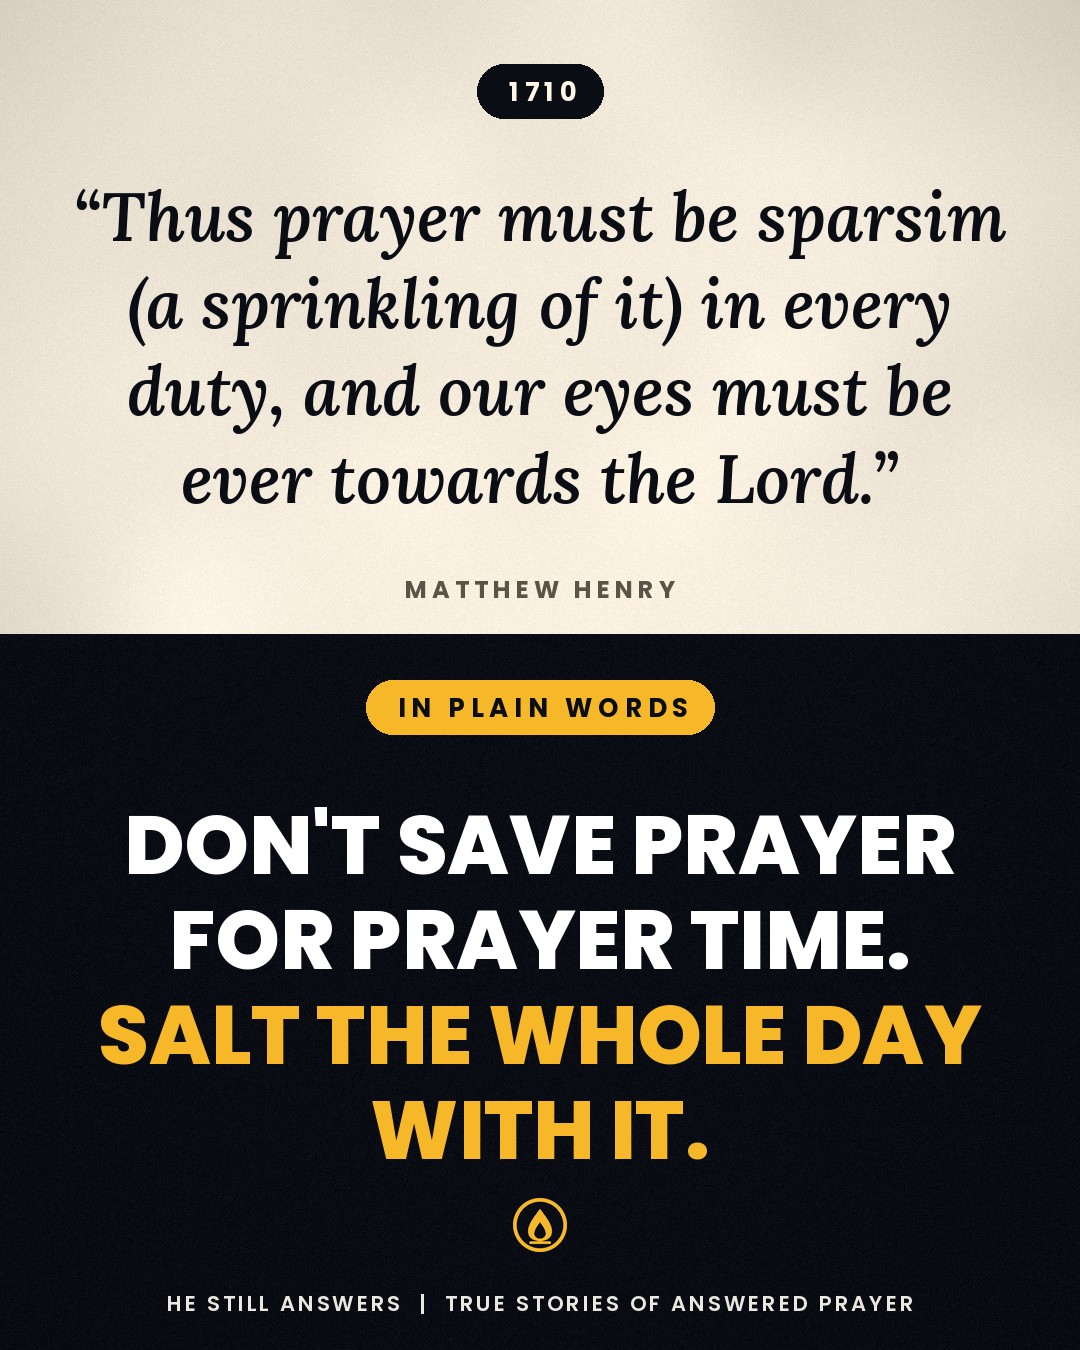 1710
“Thus prayer must be sparsim
(a sprinkling of it) in every
duty, and our eyes must be
ever towards the Lord.”
MATTHEW HENRY
IN PLAIN WORDS
DON'T SAVE PRAYER
FOR PRAYER TIME.
SALT THE WHOLE DAY
WITH IT.
HE STILL ANSWERS | TRUE STORIES OF ANSWERED PRAYER